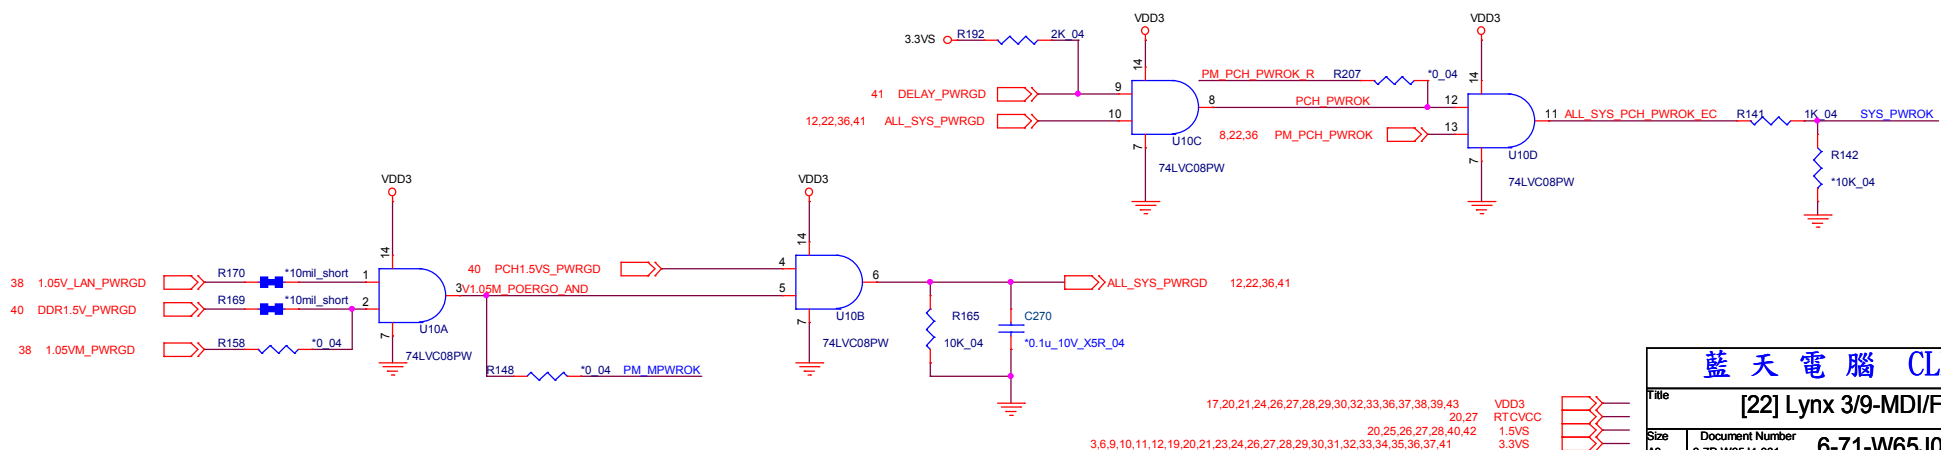 VDD3
VDD3
3.3VS R192 2K_04
14
14
PM_PCH_PWROK_R R207 *0_04
41 DELAY_PWRGD 9
8 PCH_PWROK 12
12,22,36,41 ALL_SYS_PWRGD 10
11 ALL_SYS_PCH_PWROK_EC R141 1K_04 SYS_PWROK
8,22,36 PM_PCH_PWROK 13
7 U10C
7 U10D
R142
74LVC08PW
74LVC08PW
*10K_04
VDD3
VDD3
14
14
38 1.05V_LAN_PWRGD R170 *10mil_short 1
40 PCH1.5VS_PWRGD 4
6
3 V1.05M_POERGO_AND 5
ALL_SYS_PWRGD 12,22,36,41
40 DDR1.5V_PWRGD R169 *10mil_short 2
7 U10A
7 U10B
R165
C270
38 1.05VM_PWRGD R158 *0_04
74LVC08PW
74LVC08PW
10K_04
*0.1u_10V_X5R_04
R148 *0_04 PM_MPWROK
藍天電腦 CL
Title
[22] Lynx 3/9-MDI/F
17,20,21,24,26,27,28,29,30,32,33,36,37,38,39,43 VDD3
20,27 RTCVCC
20,25,26,27,28,40,42 1.5VS
3,6,9,10,11,12,19,20,21,23,24,26,27,28,29,30,31,32,33,34,35,36,37,41 3.3VS
Size
Document Number
6-71-W65J0